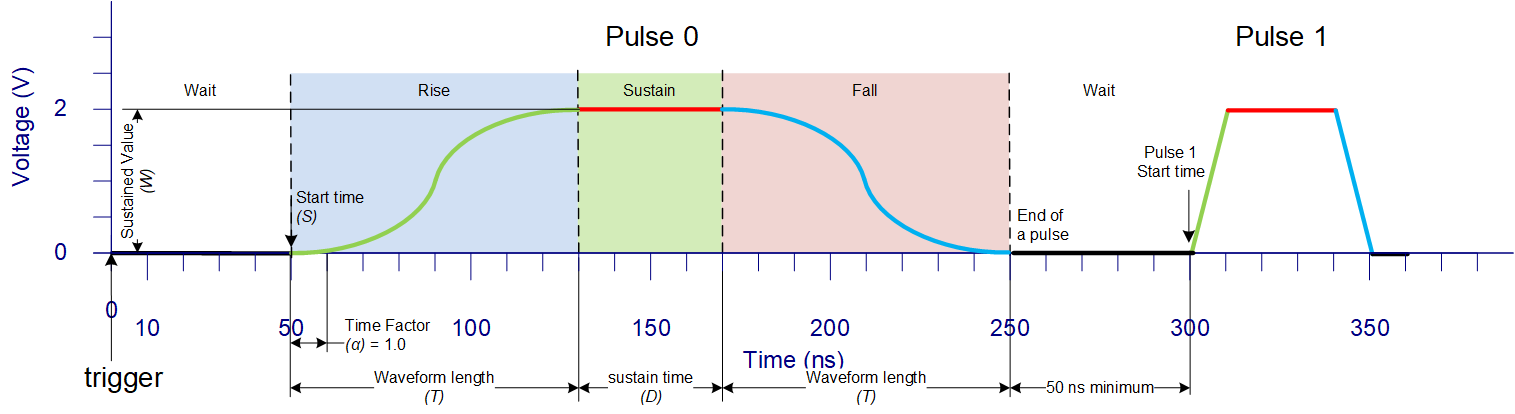 Pulse 0
Pulse 1
Wait
Rise
Sustain
Fall
Wait
Voltage (V)
2
0
Sustained Value
(W)
Start time
(S)
End of
a pulse
Pulse 1
Start time
0
10
50
100
150
200
250
300
350
Time Factor
(α) = 1.0
Time (ns)
trigger
Waveform length
(T)
sustain time
(D)
Waveform length
(T)
50 ns minimum